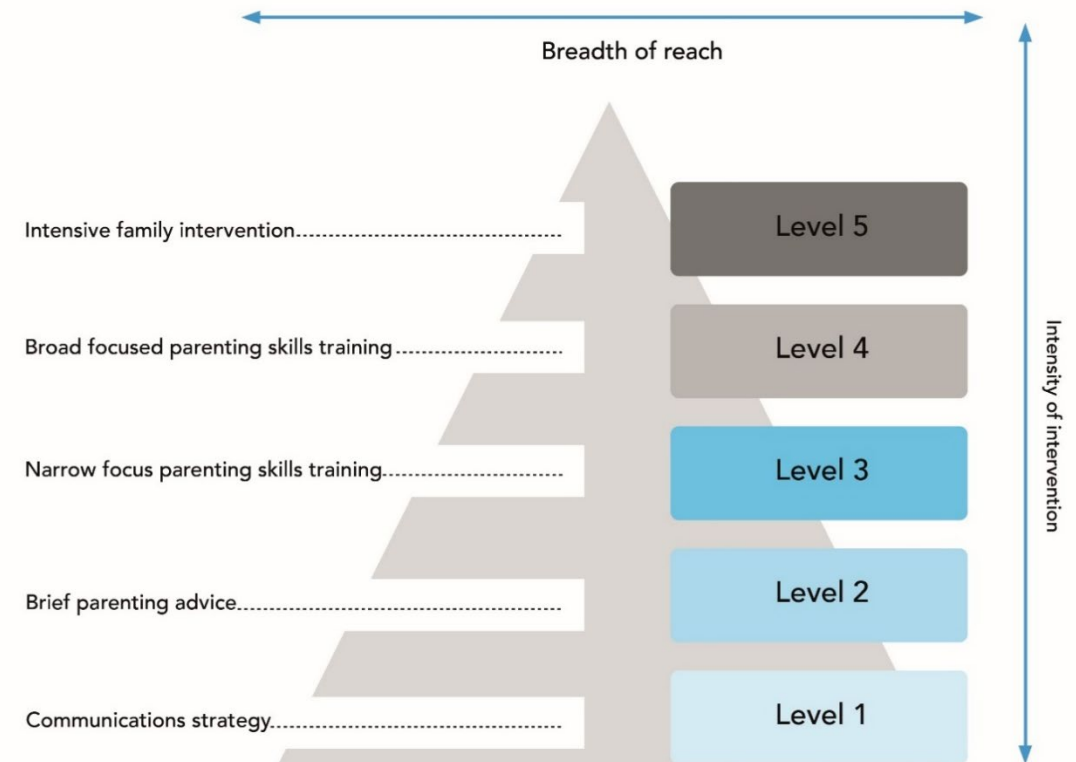 Breadth of reach
Intensive family intervention
Level 5
Broad focused parenting skills training
Level 4
Intensity of intervention
Narrow focus parenting skills training
Level 3
Brief parenting advice
Level 2
Communications strategy
Level 1